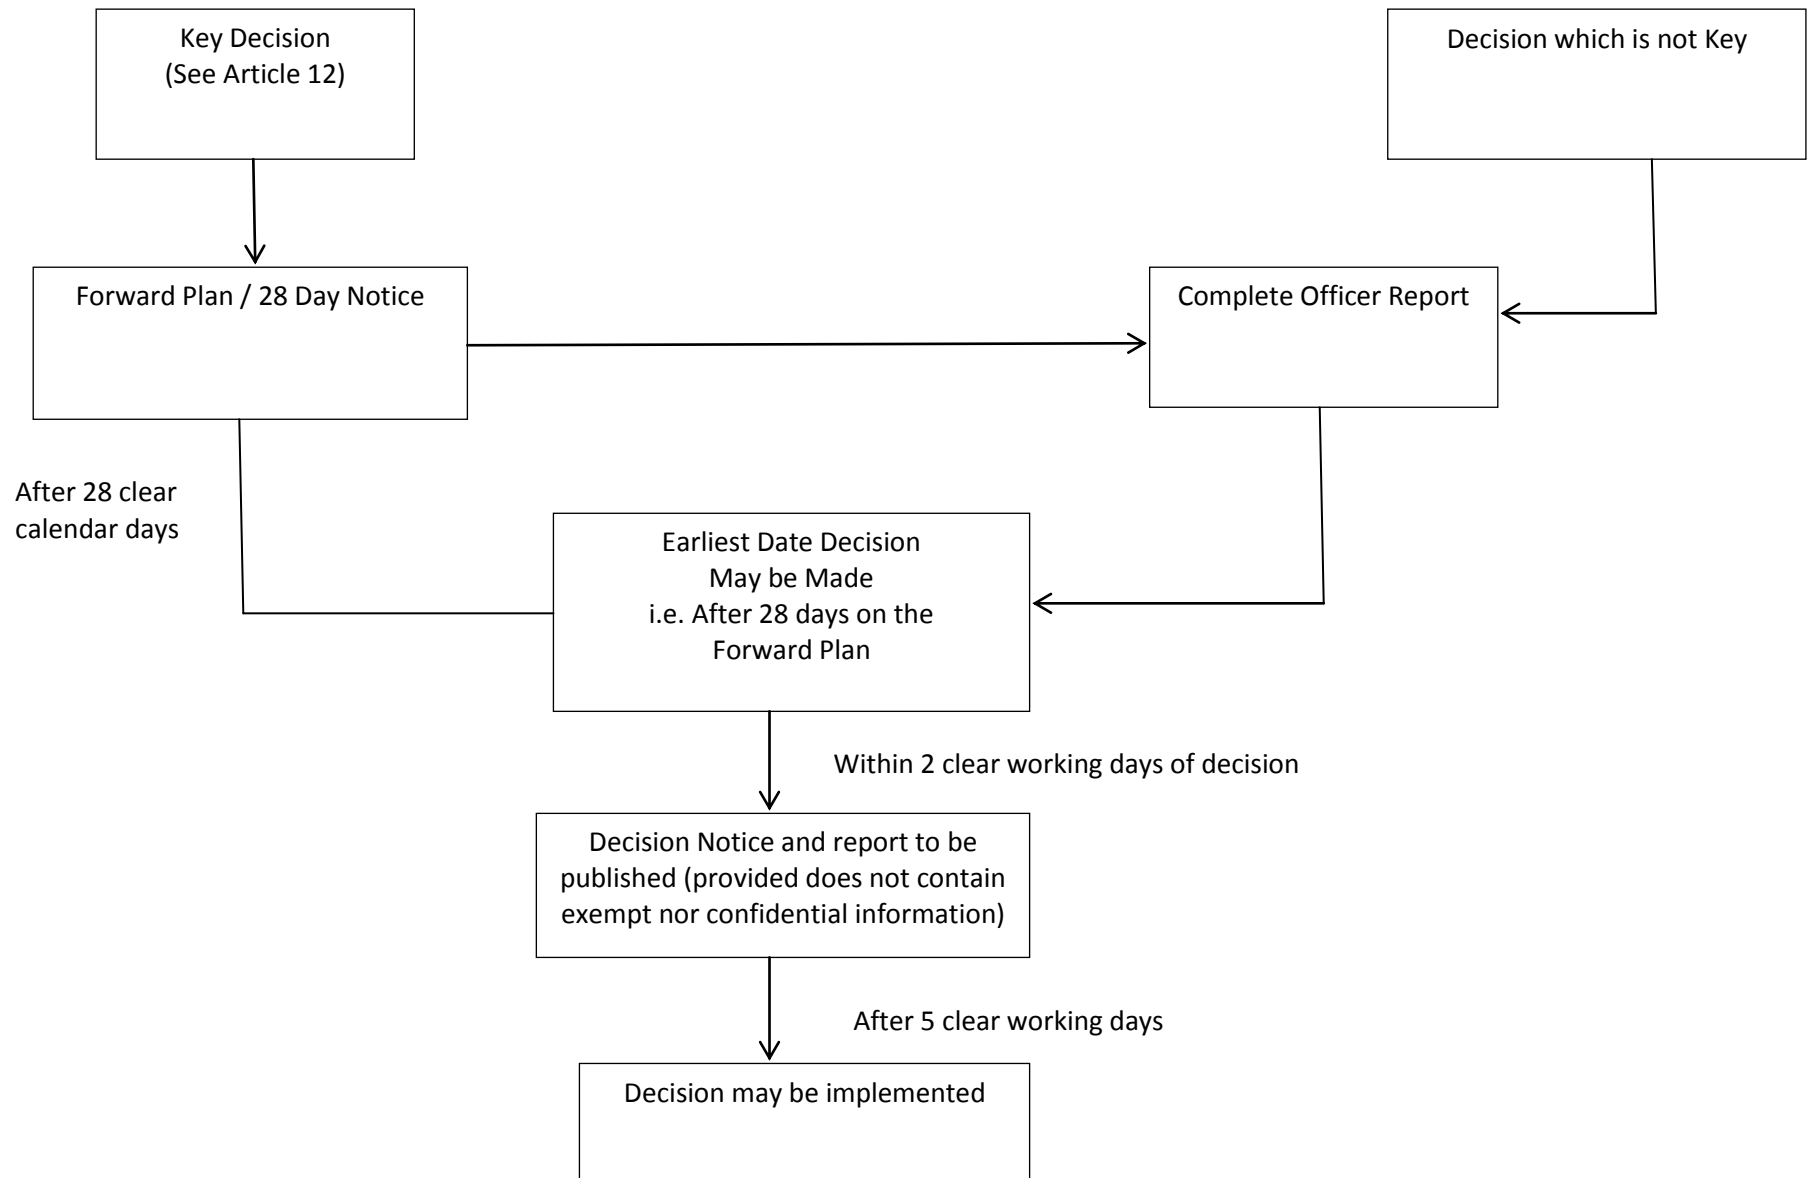 Key Decision
(See Article 12)
Decision which is not Key
Forward Plan / 28 Day Notice
Complete Officer Report
After 28 clear
calendar days
Earliest Date Decision
May be Made
i.e. After 28 days on the
Forward Plan
Within 2 clear working days of decision
Decision Notice and report to be
published (provided does not contain
exempt nor confidential information)
After 5 clear working days
Decision may be implemented